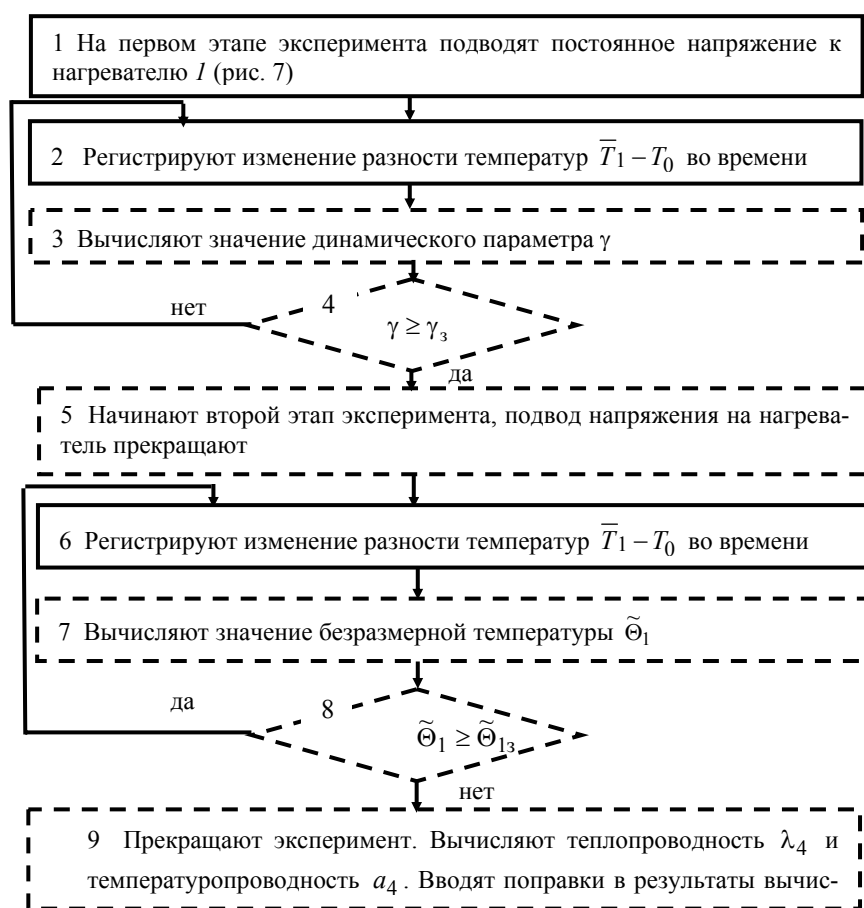 1 На первом этапе эксперимента подводят постоянное напряжение к
нагревателю 1 (рис. 7)
2 Регистрируют изменение разности температур T̅1 – T0 во времени
3 Вычисляют значение динамического параметра γ
нет
4
γ ≥ γз
да
5 Начинают второй этап эксперимента, подвод напряжения на нагрева-
тель прекращают
6 Регистрируют изменение разности температур T̅1 – T0 во времени
7 Вычисляют значение безразмерной температуры Θ̃1
да
8
Θ̃1 ≥ Θ̃1з
нет
9 Прекращают эксперимент. Вычисляют теплопроводность λ4 и
температуропроводность a4. Вводят поправки в результаты вычис-